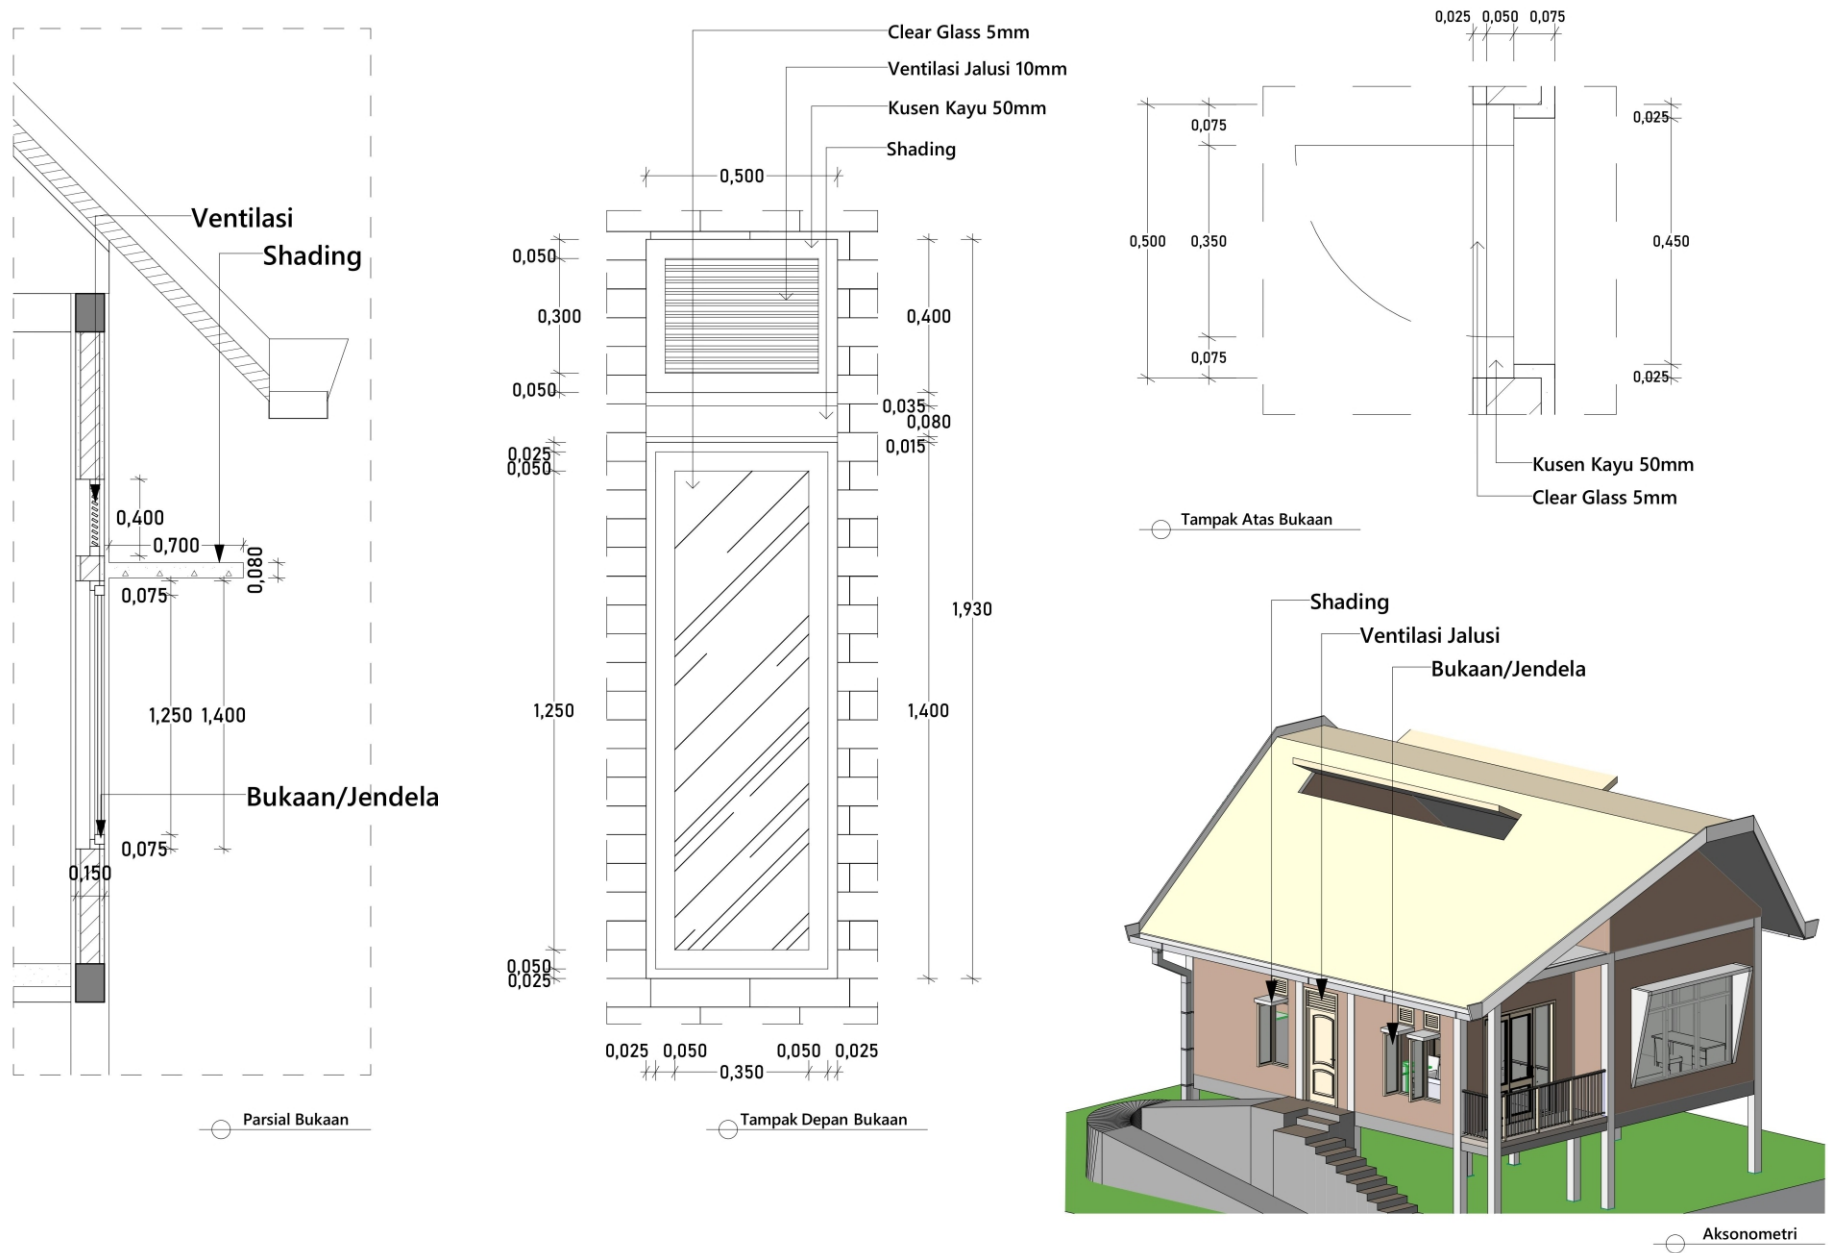 Ventilasi
Shading
0,400
0,700
0,080
0,075
1,250
1,400
Bukaan/Jendela
0,075
0,150
Parsial Bukaan
Clear Glass 5mm
Ventilasi Jalusi 10mm
Kusen Kayu 50mm
Shading
0,500
0,050
0,300
0,400
0,050
0,035
0,080
0,015
0,025
0,050
1,930
1,250
1,400
0,050
0,025
0,025
0,050
0,050
0,025
0,350
Tampak Depan Bukaan
0,025
0,050
0,075
0,075
0,025
0,500
0,350
0,450
0,075
0,025
Kusen Kayu 50mm
Clear Glass 5mm
Tampak Atas Bukaan
Shading
Ventilasi Jalusi
Bukaan/Jendela
Aksonometri